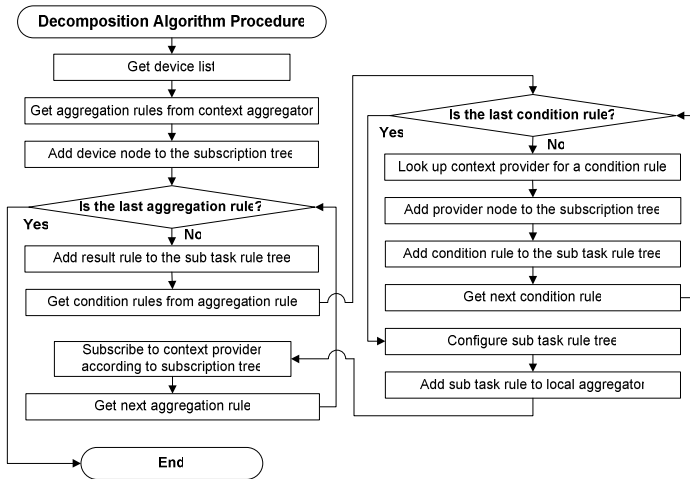 Decomposition Algorithm Procedure
Get device list
Get aggregation rules from context aggregator
Add device node to the subscription tree
Is the last aggregation rule?
Yes
No
Add result rule to the sub task rule tree
Get condition rules from aggregation rule
Subscribe to context provider
according to subscription tree
Get next aggregation rule
End
Is the last condition rule?
Yes
No
Look up context provider for a condition rule
Add provider node to the subscription tree
Add condition rule to the sub task rule tree
Get next condition rule
Configure sub task rule tree
Add sub task rule to local aggregator